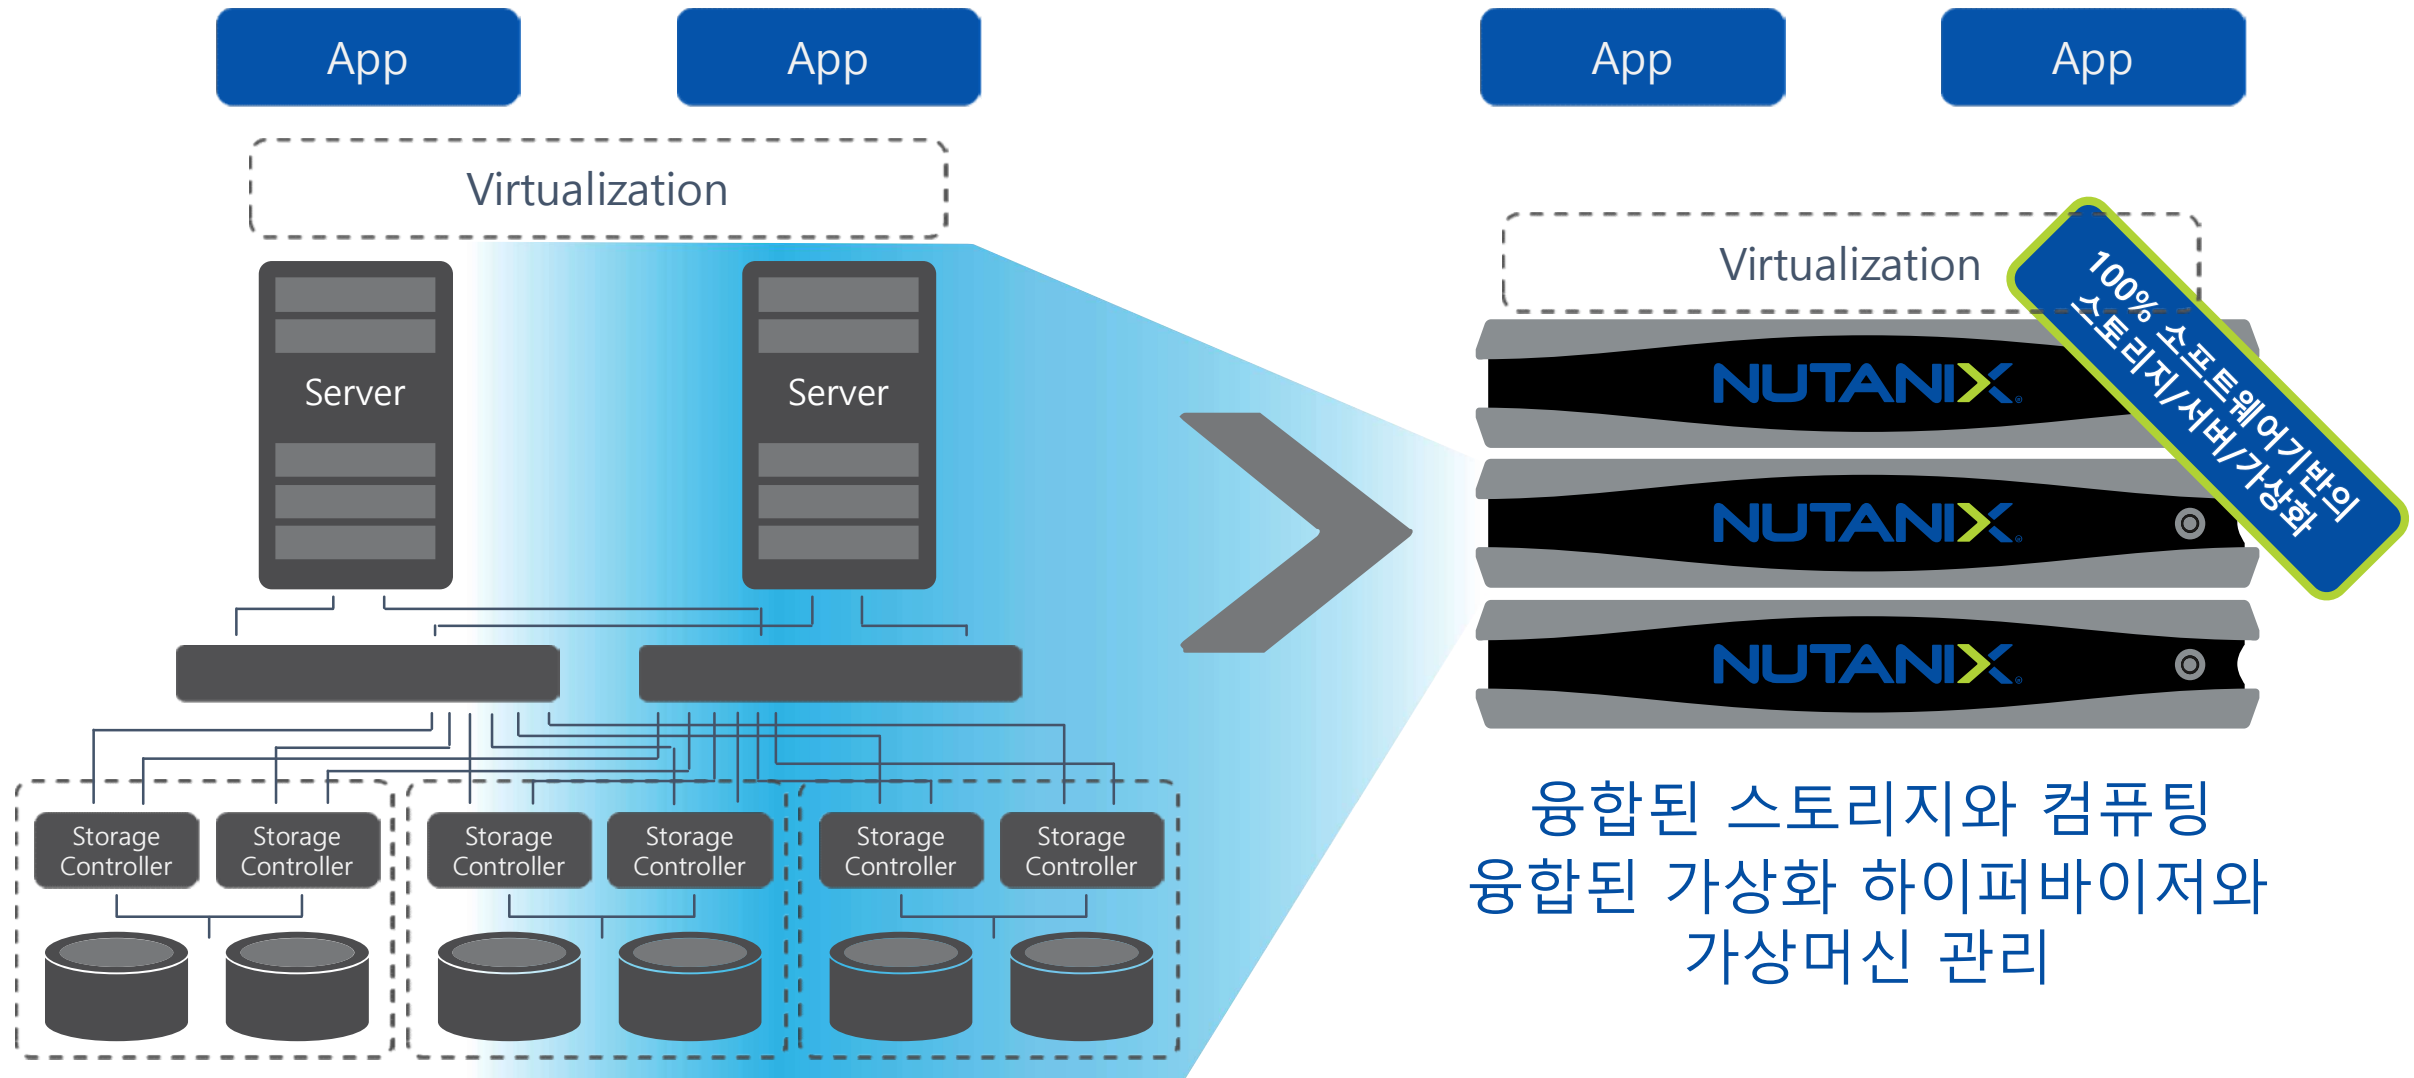 App
App
Virtualization
Server
Server
Storage
Controller
Storage
Controller
Storage
Controller
Storage
Controller
Storage
Controller
Storage
Controller
App
App
Virtualization
100% 소프트웨어기반의
스토리지/서버/가상화
NUTANIX®
NUTANIX®
NUTANIX®
융합된 스토리지와 컴퓨팅
융합된 가상화 하이퍼바이저와
가상머신 관리